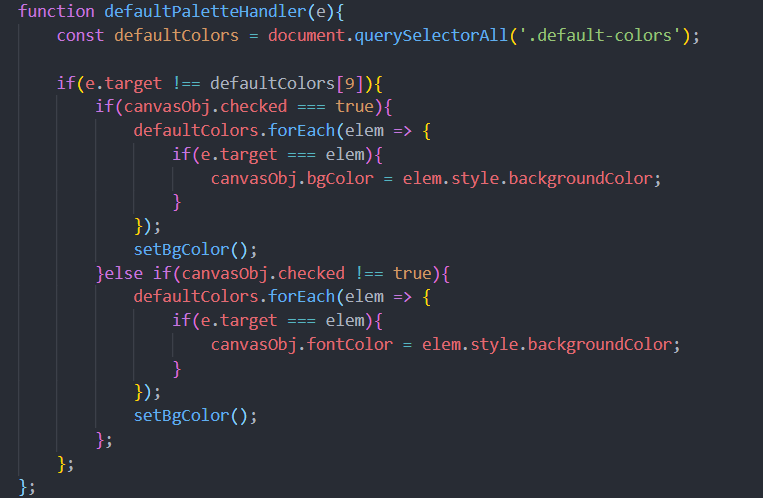 function defaultPaletteHandler(e){
    const defaultColors = document.querySelectorAll('.default-colors');

    if(e.target !== defaultColors[9]){
        if(canvasObj.checked === true){
            defaultColors.forEach(elem => {
                if(e.target === elem){
                    canvasObj.bgColor = elem.style.backgroundColor;
                }
            });
            setBgColor();
        }else if(canvasObj.checked !== true){
            defaultColors.forEach(elem => {
                if(e.target === elem){
                    canvasObj.fontColor = elem.style.backgroundColor;
                }
            });
            setBgColor();
        };
    };
};